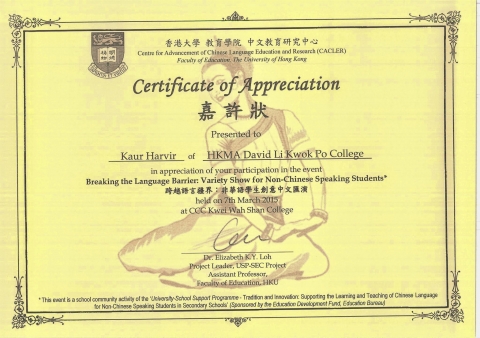 香港大學 教育學院 中文教育研究中心
Centre for Advancement of Chinese Language Education and Research (CACLER)
Faculty of Education · The University of Hong Kong
Certificate of Appreciation
嘉許狀
Presented to
Kaur Harvir of HKMA David Li Kwok Po College
in appreciation of your participation in the event
Breaking the Language Barrier: Variety Show for Non-Chinese Speaking Students*
跨越語言疆界：非華語學生創意中文匯演
held on 7th March 2015
at CCC Kwei Wah Shan College
Dr. Elizabeth K.Y. Loh
Project Leader, USP-SEC Project
Assistant Professor,
Faculty of Education, HKU
* This event is a school community activity of the 'University-School Support Programme - Tradition and Innovation: Supporting the Learning and Teaching of Chinese Language
for Non-Chinese Speaking Students in Secondary Schools' (Sponsored by the Education Development Fund, Education Bureau)